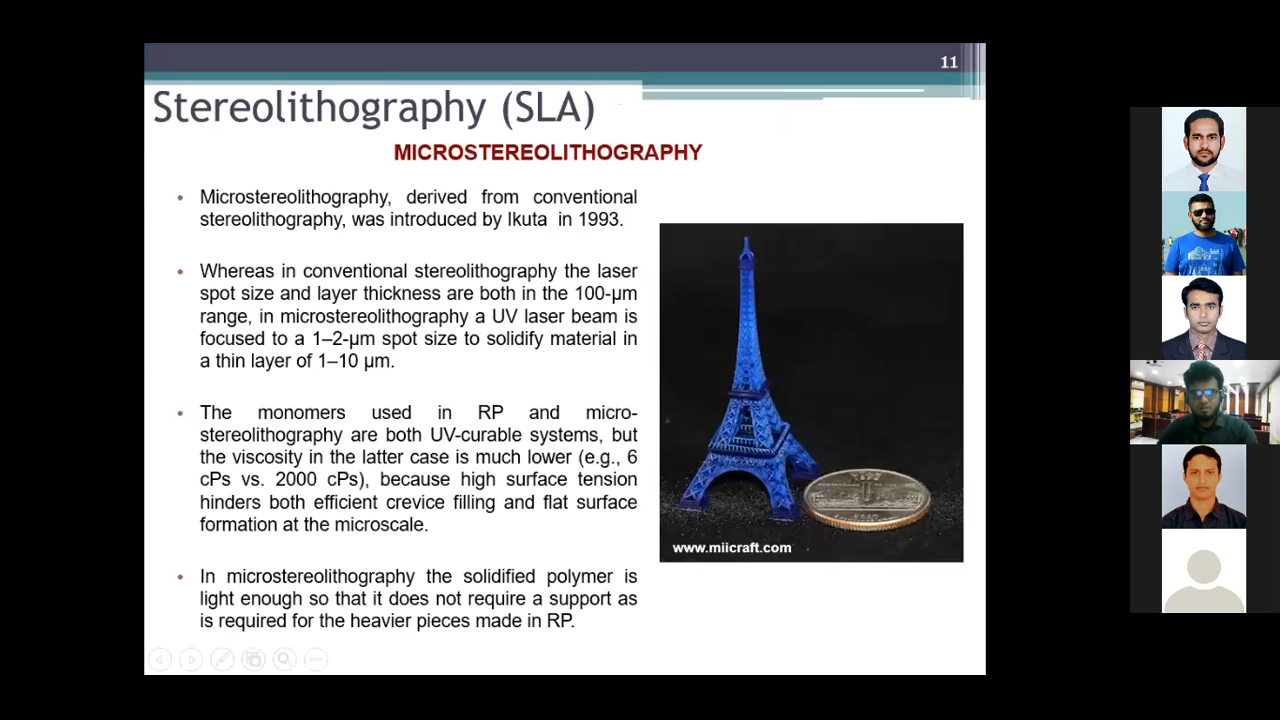 11
Stereolithography (SLA)
MICROSTEREOLITHOGRAPHY
• Microstereolithography, derived from conventional
stereolithography, was introduced by Ikuta in 1993.
• Whereas in conventional stereolithography the laser
spot size and layer thickness are both in the 100-µm
range, in microstereolithography a UV laser beam is
focused to a 1–2-µm spot size to solidify material in
a thin layer of 1–10 µm.
• The monomers used in RP and micro-
stereolithography are both UV-curable systems, but
the viscosity in the latter case is much lower (e.g., 6
cPs vs. 2000 cPs), because high surface tension
hinders both efficient crevice filling and flat surface
formation at the microscale.
• In microstereolithography the solidified polymer is
light enough so that it does not require a support as
is required for the heavier pieces made in RP.
www.miicraft.com